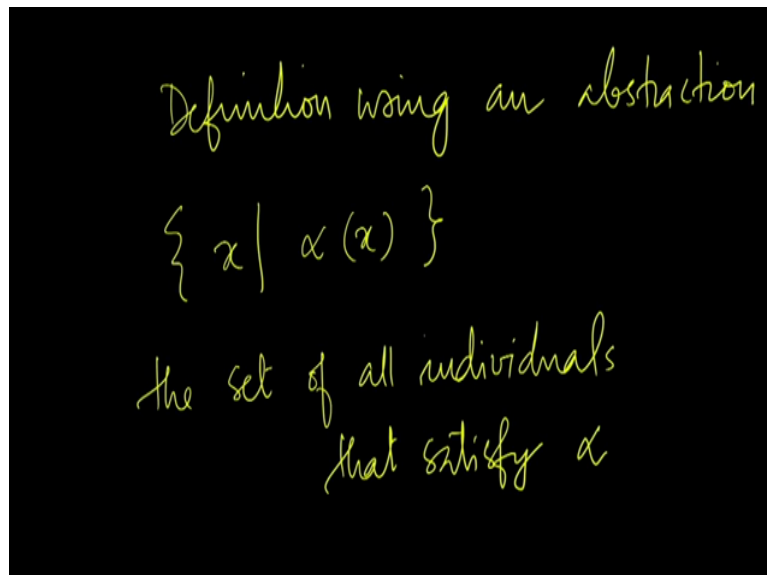 Definition using an abstraction
{ x | α(x) }
the set of all individuals
that satisfy α